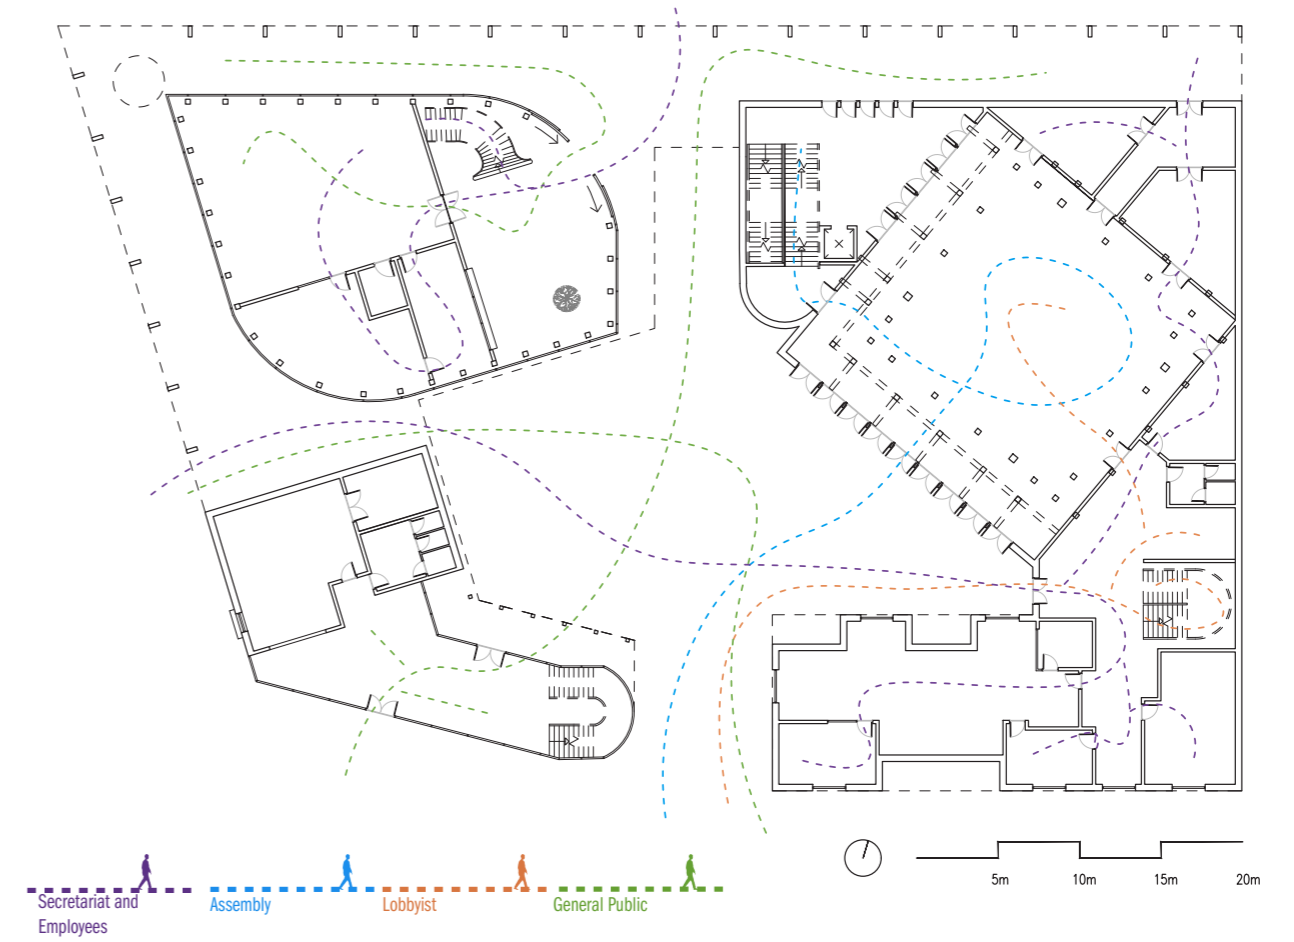 Secretariat and
Employees
Assembly
Lobbyist
General Public
5m
10m
15m
20m